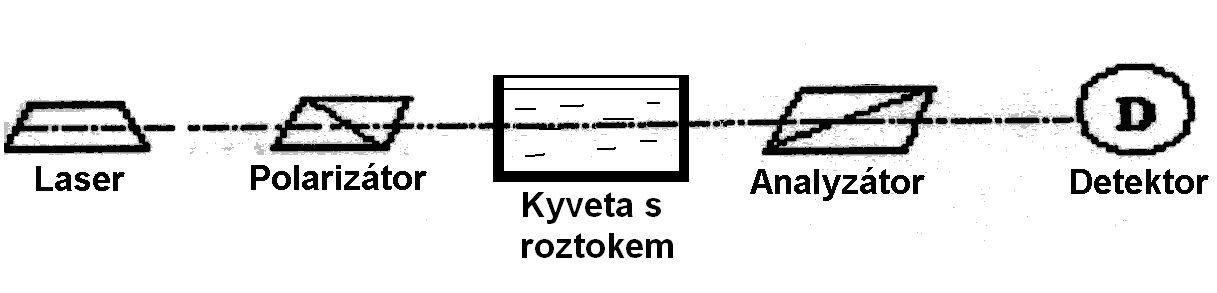 D
Laser
Polarizátor
Kyveta s
roztokem
Analyzátor
Detektor